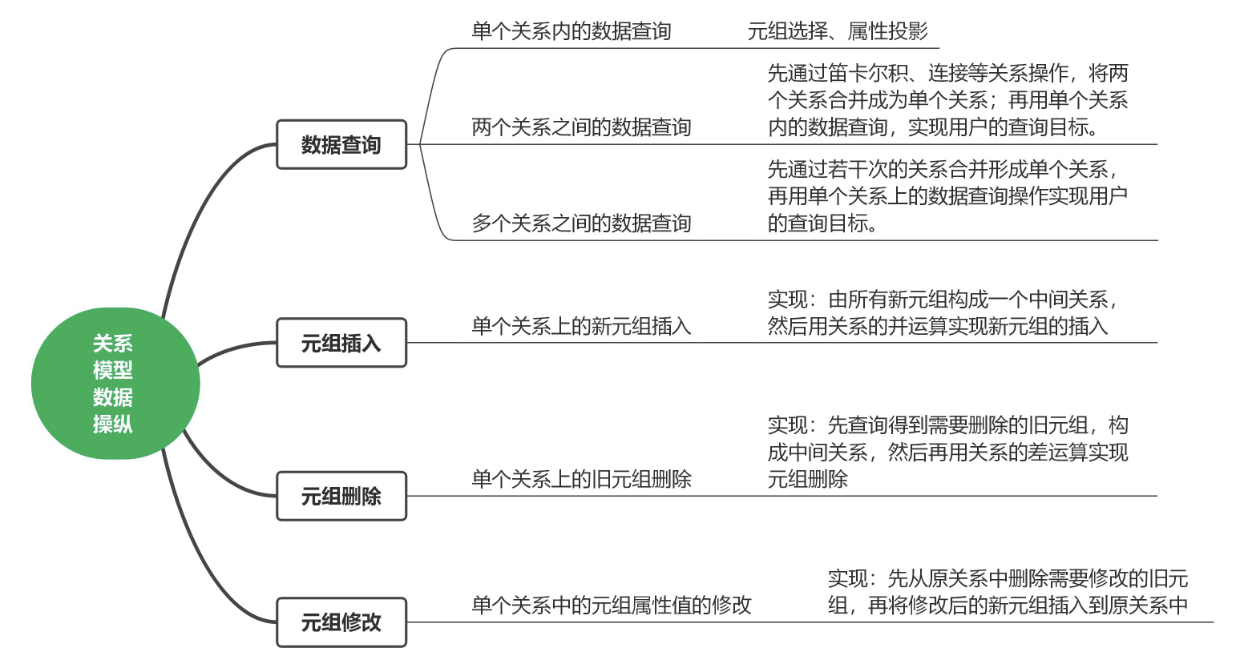 关系
模型
数据
操纵
数据查询
单个关系内的数据查询
元组选择、属性投影
两个关系之间的数据查询
先通过笛卡尔积、连接等关系操作，将两
个关系合并成为单个关系；再用单个关系
内的数据查询，实现用户的查询目标。
多个关系之间的数据查询
先通过若干次的关系合并形成单个关系，
再用单个关系上的数据查询操作实现用户
的查询目标。
元组插入
单个关系上的新元组插入
实现：由所有新元组构成一个中间关系，
然后用关系的并运算实现新元组的插入
元组删除
单个关系上的旧元组删除
实现：先查询得到需要删除的旧元组，构
成中间关系，然后再用关系的差运算实现
元组删除
元组修改
单个关系中的元组属性值的修改
实现：先从原关系中删除需要修改的旧元
组，再将修改后的新元组插入到原关系中